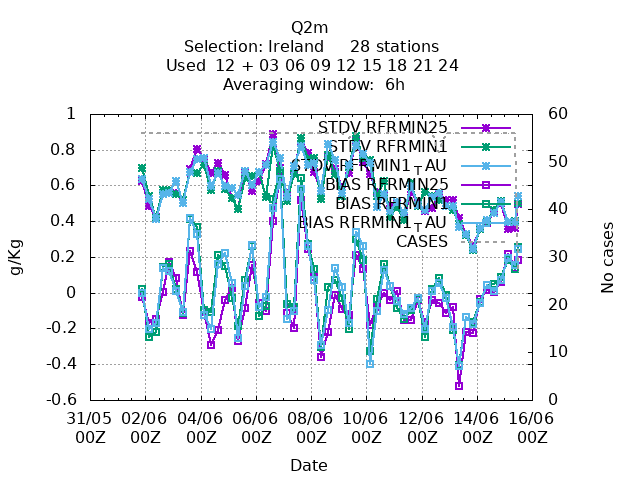 Q2m
Selection: Ireland     28 stations
Used  12 + 03 06 09 12 15 18 21 24
Averaging window:  6h
1
0.8
0.6
0.4
0.2
0
-0.2
-0.4
-0.6
g/Kg
60
50
40
30
20
10
0
No cases
STDV RFRMIN25
STDV RFRMIN1
STDV RFRMIN1_AU
BIAS RFRMIN25
BIAS RFRMIN1
BIAS RFRMIN1_AU
CASES
31/05 02/06 04/06 06/06 08/06 10/06 12/06 14/06 16/06
00Z 00Z 00Z 00Z 00Z 00Z 00Z 00Z 00Z
Date